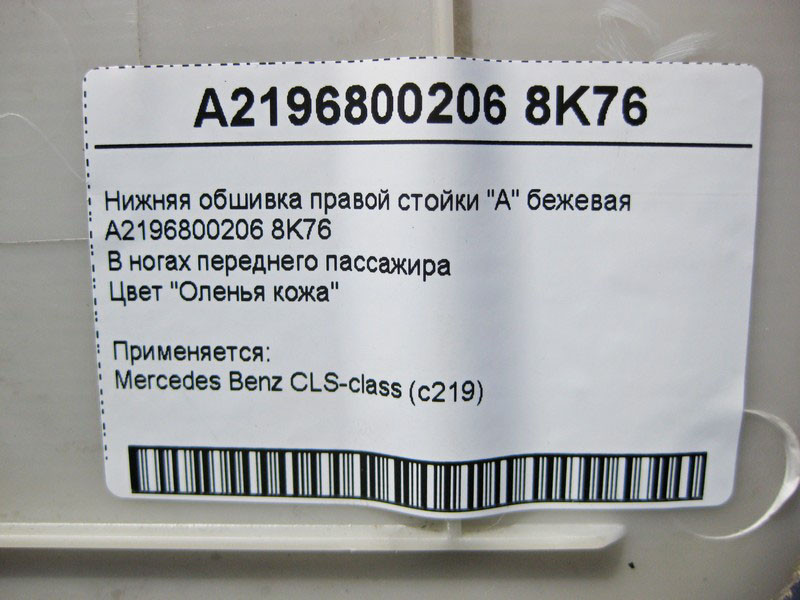 A2196800206 8K76
Нижняя обшивка правой стойки "А" бежевая
A2196800206 8K76
В ногах переднего пассажира
Цвет "Оленья кожа"
Применяется:
Mercedes Benz CLS-class (c219)